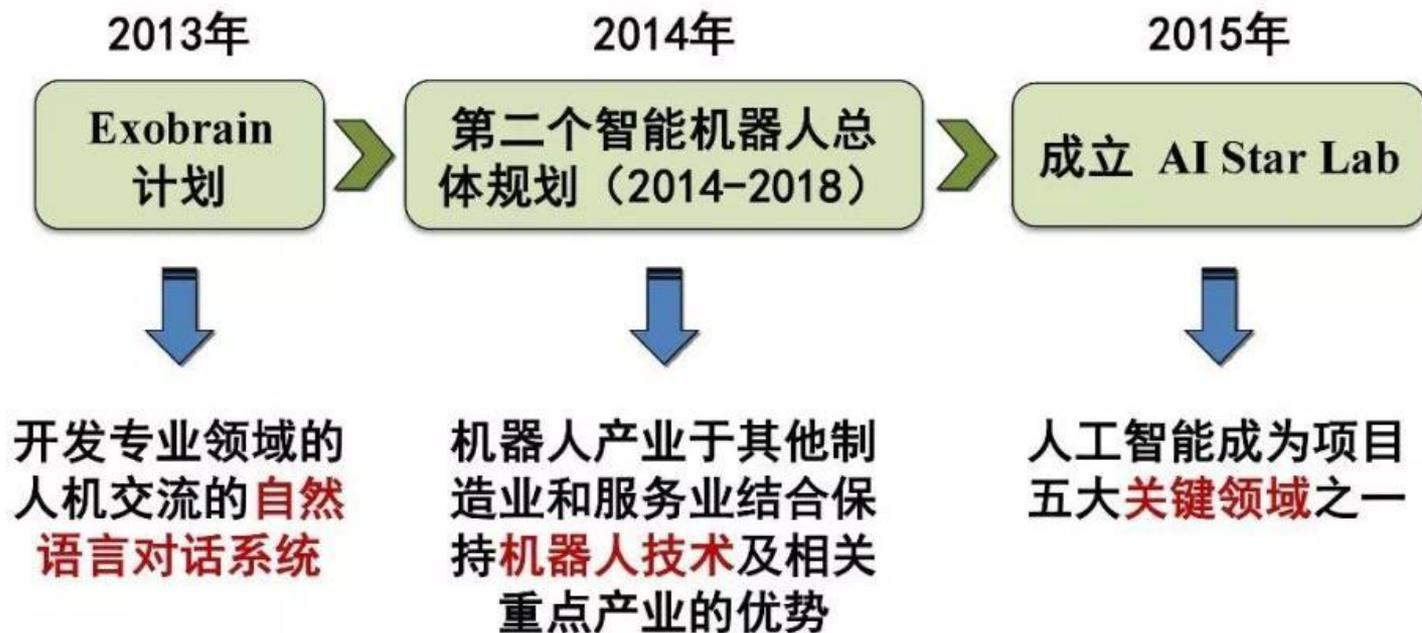 2013年
2014年
2015年
Exobrain
计划
第二个智能机器人总
体规划（2014-2018）
成立 AI Star Lab
开发专业领域的
人机交流的自然
语言对话系统
机器人产业于其他制
造业和服务业结合保
持机器人技术及相关
重点产业的优势
人工智能成为项目
五大关键领域之一